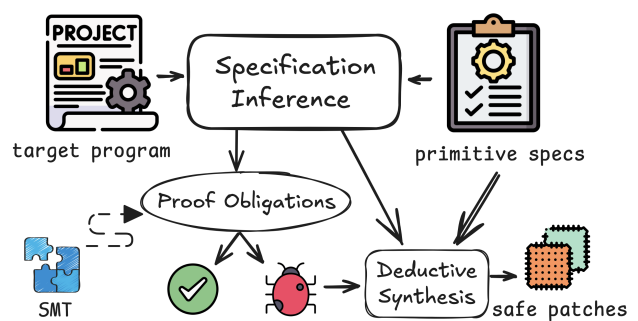 PROJECT
Specification
Inference
target program
primitive specs
Proof Obligations
SMT
Deductive
Synthesis
safe patches